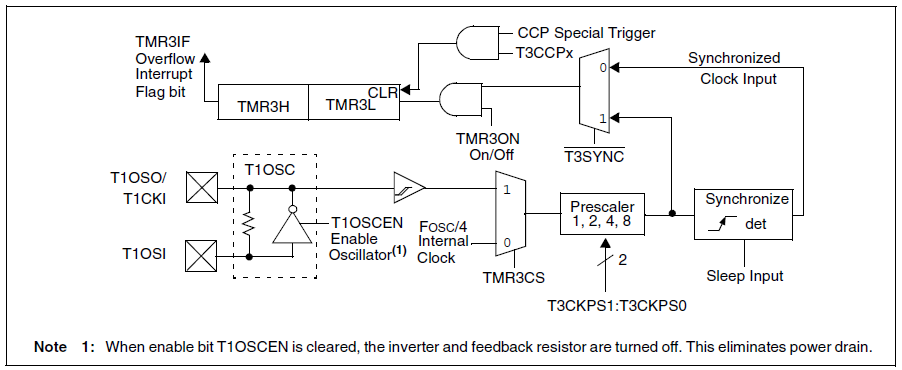 TMR3IF
Overflow
Interrupt
Flag bit
TMR3H
TMR3L
CLR
CCP Special Trigger
T3CCPx
TMR3ON
On/Off
0
1
T3SYNC
Synchronized
Clock Input
T1OSO/
T1CKI
T1OSI
T1OSC
T1OSCEN
Enable
Oscillator(1)
FOSC/4
Internal
Clock
1
0
TMR3CS
Prescaler
1, 2, 4, 8
2
T3CKPS1:T3CKPS0
Synchronize
det
Sleep Input
Note 1: When enable bit T1OSCEN is cleared, the inverter and feedback resistor are turned off. This eliminates power drain.